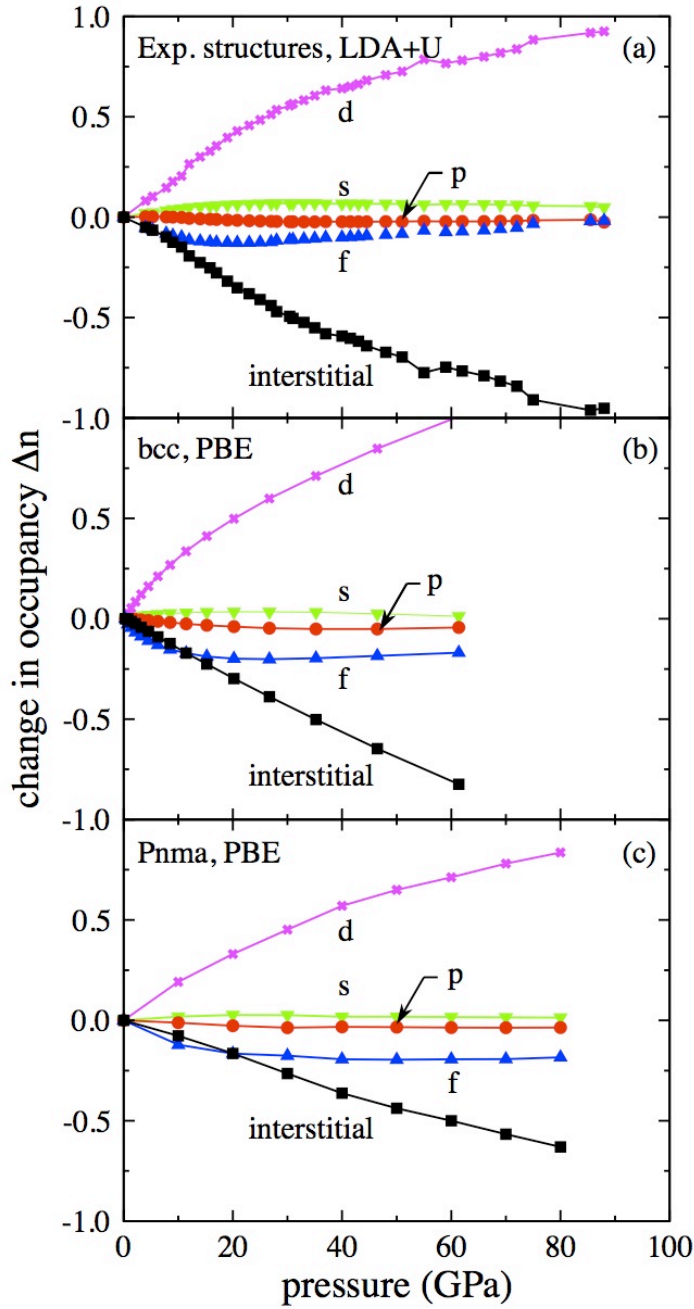 1.0
Exp. structures, LDA+U (a)
0.5
d
s
p
0.0
f
-0.5
interstitial
-1.0
bcc, PBE (b)
d
0.5
s
p
0.0
f
-0.5
interstitial
-1.0
Pnma, PBE (c)
0.5
d
s
p
0.0
f
-0.5
interstitial
-1.0
0 20 40 60 80 100
pressure (GPa)
change in occupancy Δn